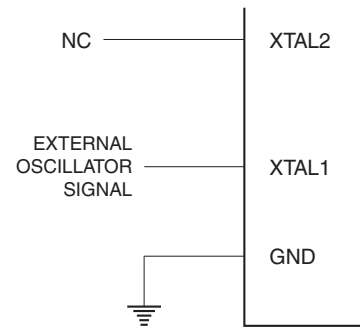 NC
XTAL2
EXTERNAL
OSCILLATOR
SIGNAL
XTAL1
GND